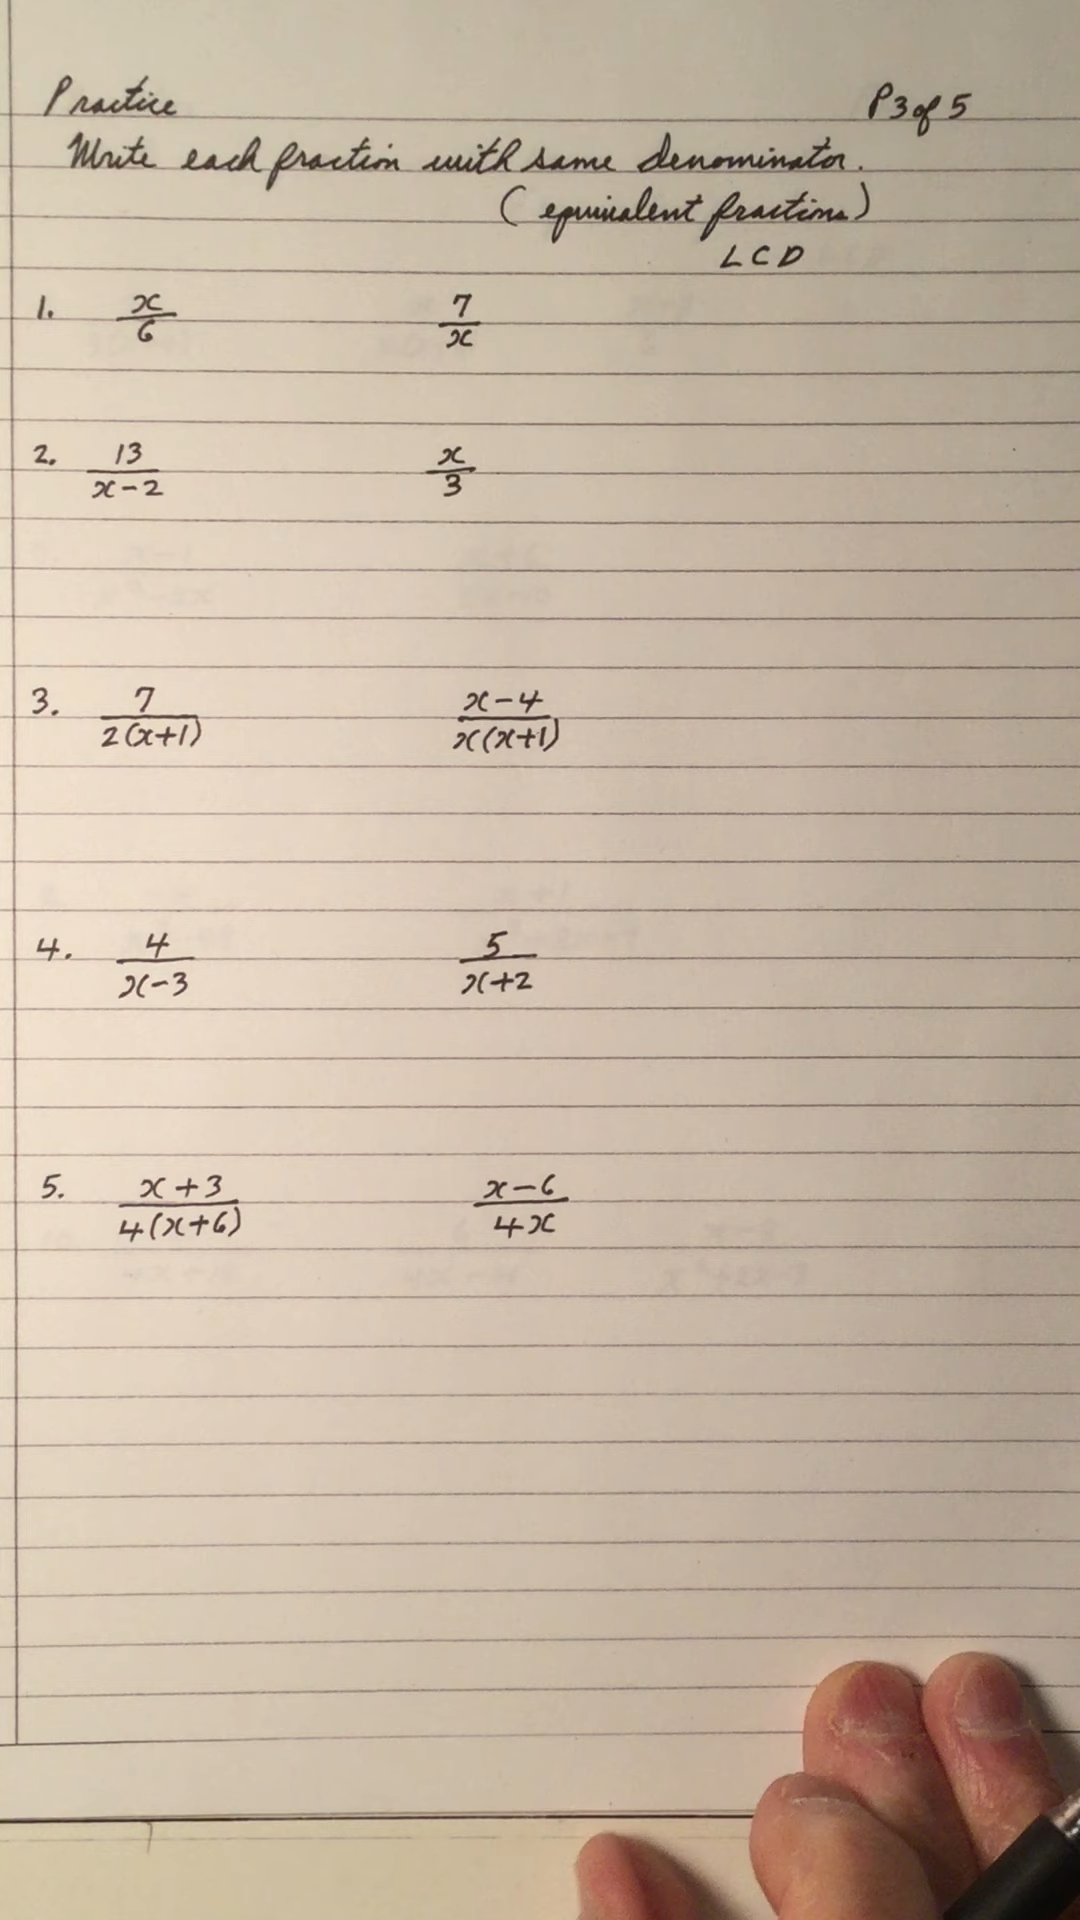 Practice P3 of 5
Write each fraction with same denominator.
(equivalent fractions)
LCD
1. x/6 7/x
2. 13/(x-2) x/3
3. 7/(2(x+1)) (x-4)/(x(x+1))
4. 4/(x-3) 5/(x+2)
5. (x+3)/(4(x+6)) (x-6)/(4x)